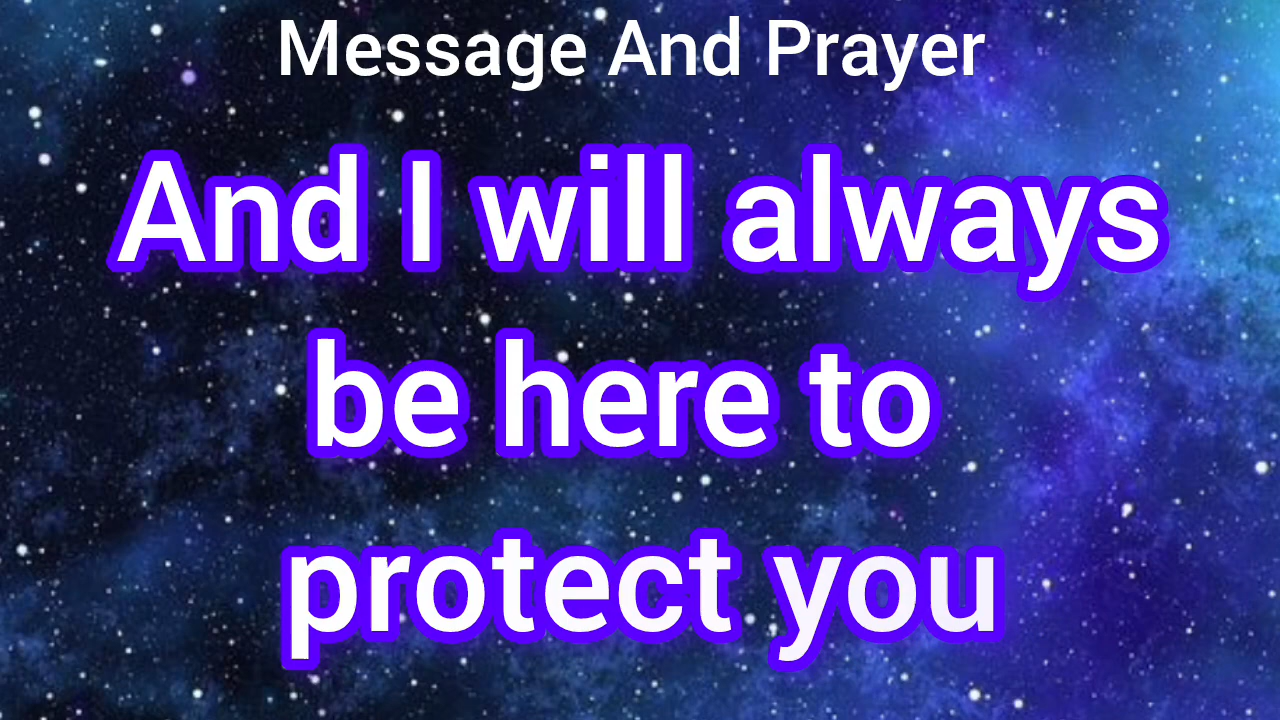 Message And Prayer
And I will always
be here to
protect you